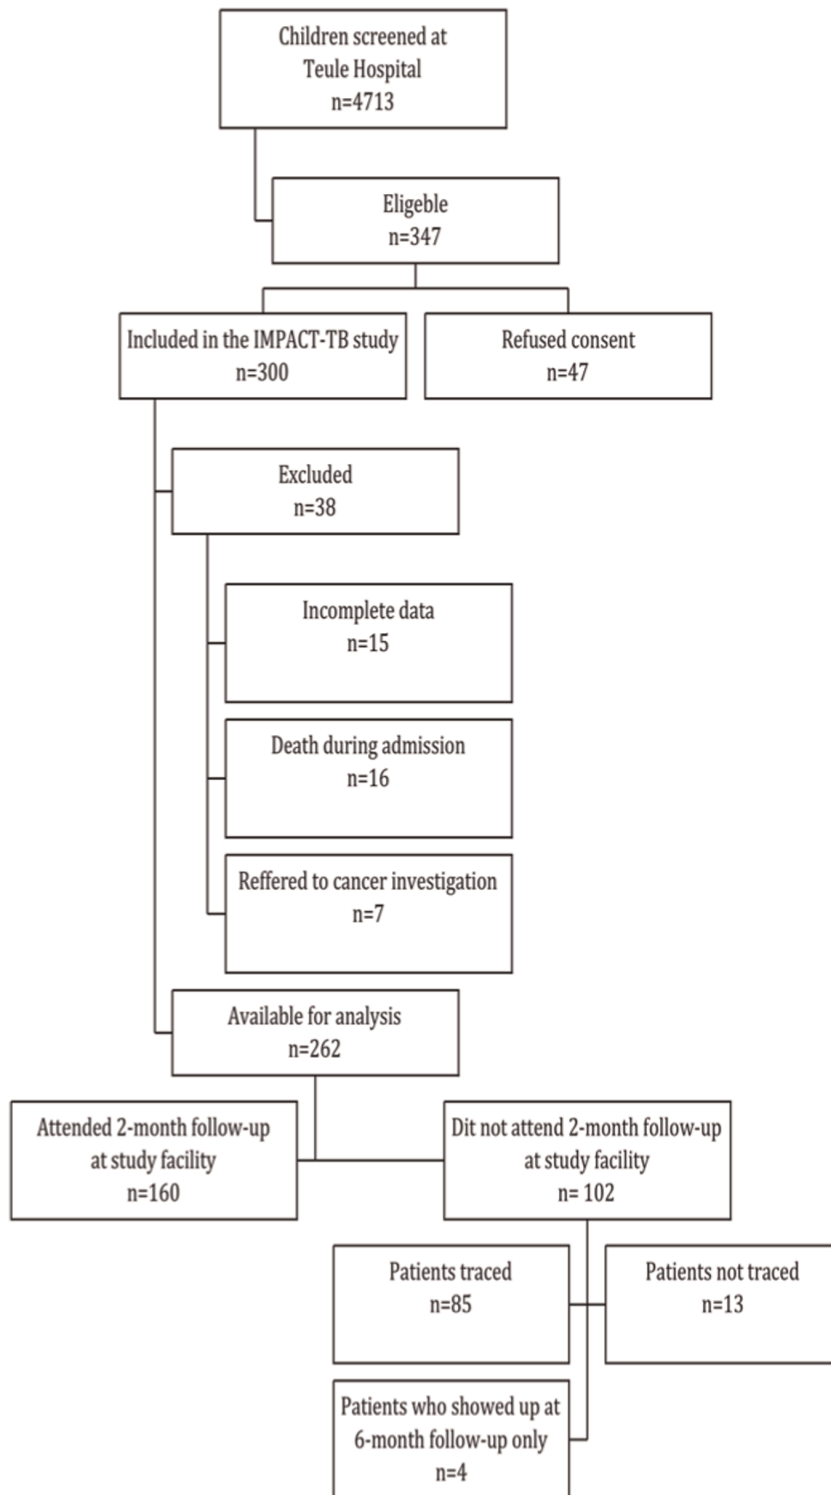 Children screened at
Teule Hospital
n=4713
Eligeble
n=347
Included in the IMPACT-TB study
n=300
Refused consent
n=47
Excluded
n=38
Incomplete data
n=15
Death during admission
n=16
Reffered to cancer investigation
n=7
Available for analysis
n=262
Attended 2-month follow-up
at study facility
n=160
Dit not attend 2-month follow-up
at study facility
n= 102
Patients traced
n=85
Patients not traced
n=13
Patients who showed up at
6-month follow-up only
n=4